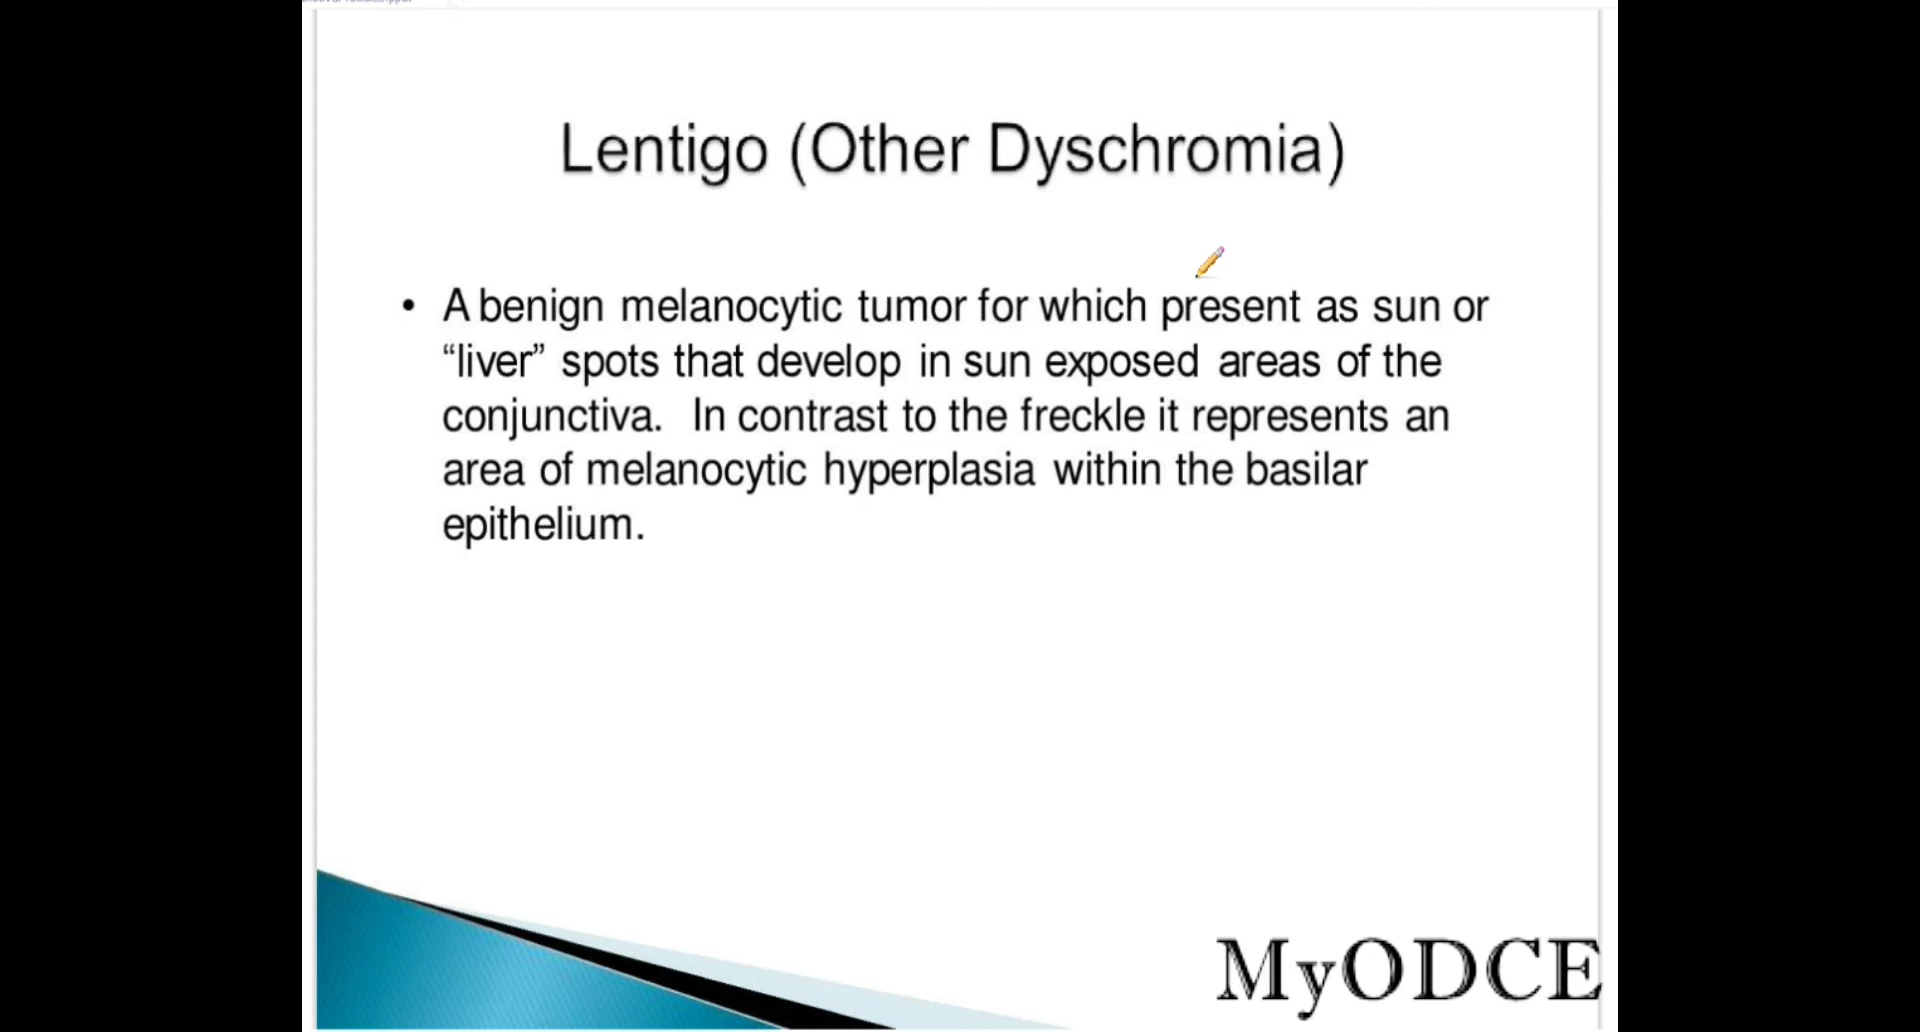 Lentigo (Other Dyschromia)
• A benign melanocytic tumor for which present as sun or
“liver” spots that develop in sun exposed areas of the
conjunctiva. In contrast to the freckle it represents an
area of melanocytic hyperplasia within the basilar
epithelium.
MyODCE